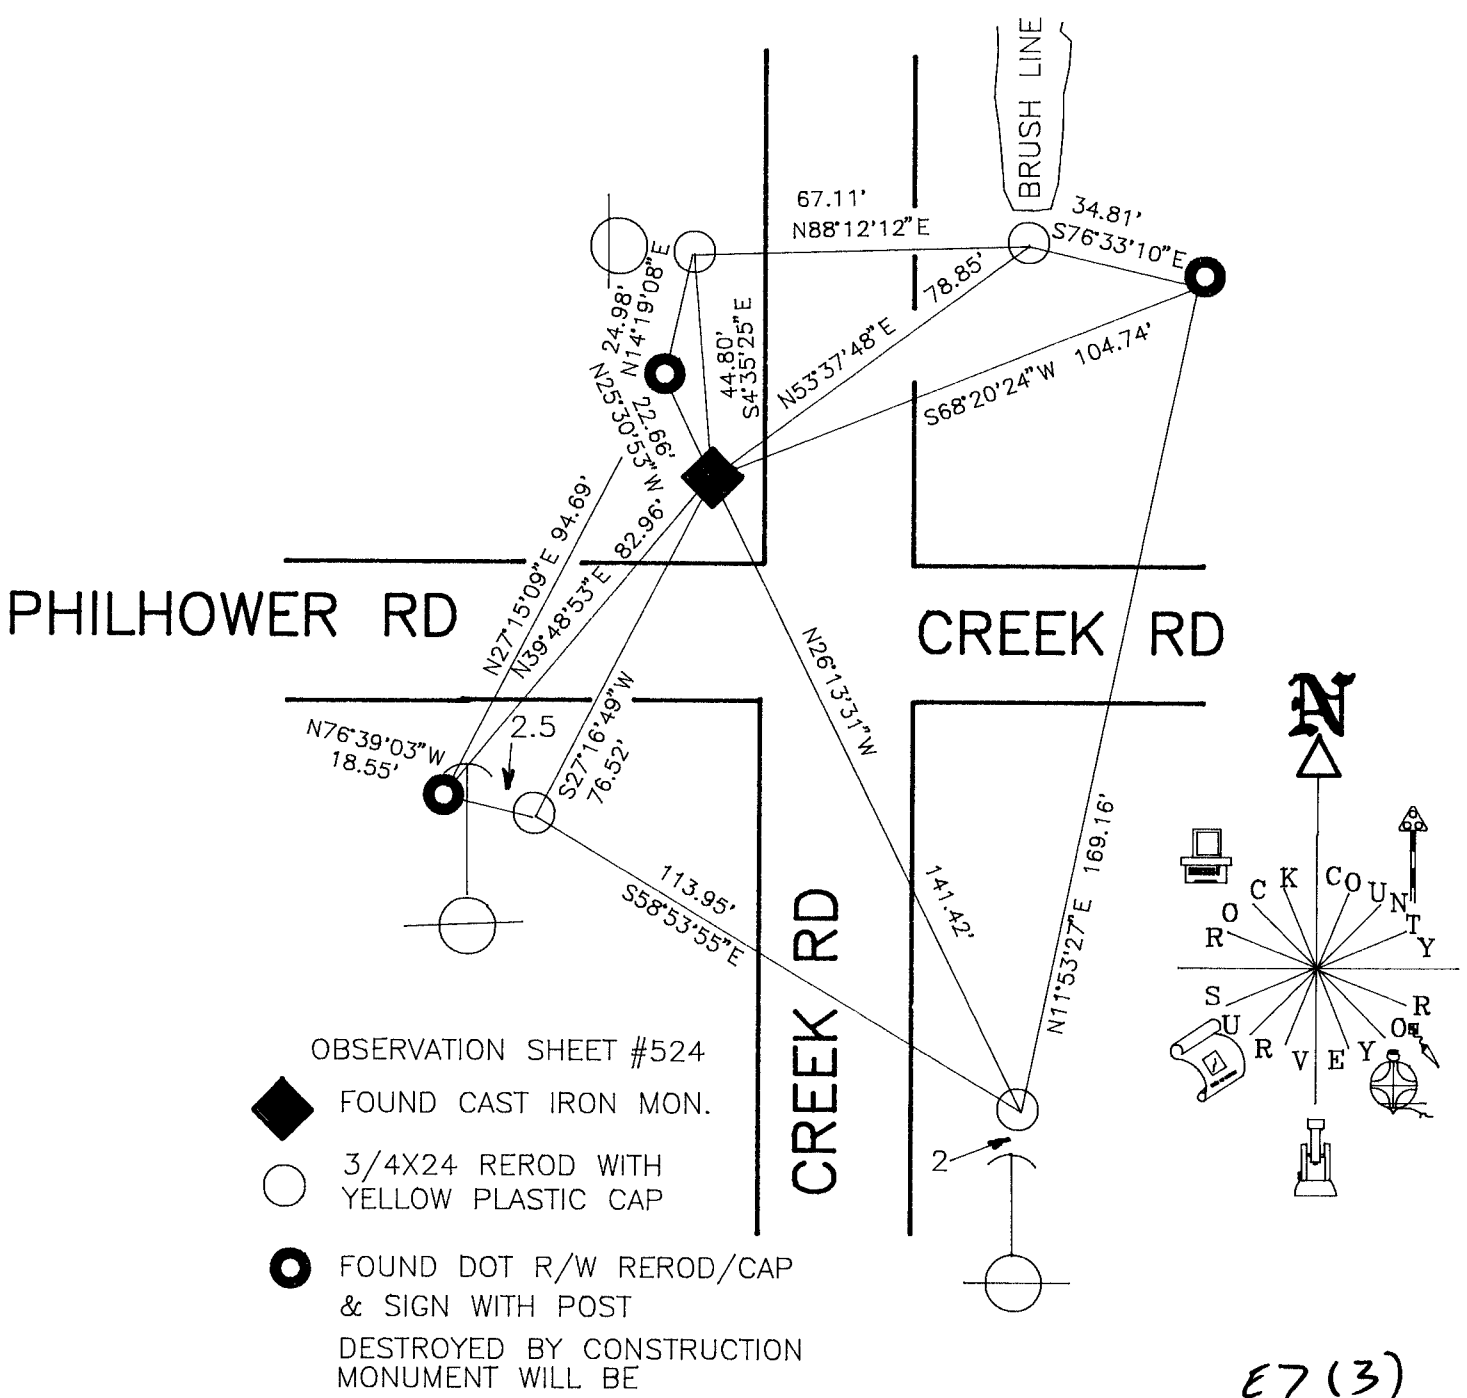 BRUSH LINE
67.11'
N88°12'12"E
34.81'
S76°33'10"E
24.98'
N14°19'08"E
78.85'
N53°37'48"E
44.80'
S4°35'25"E
104.74'
S68°20'24"W
22.66'
N25°30'53"W
N27°15'09"E 94.69'
N39°48'53"E 82.96'
PHILHOWER RD
CREEK RD
N26°13'31"W
141.42'
N76°39'03"W
18.55'
2.5
S27°16'49"W
76.52'
113.95'
S58°53'55"E
N11°53'27"E 169.16'
CREEK RD
N
ROCK COUNTY
SURVEYOR
2
OBSERVATION SHEET #524
FOUND CAST IRON MON.
3/4X24 REROD WITH
YELLOW PLASTIC CAP
FOUND DOT R/W REROD/CAP
& SIGN WITH POST
DESTROYED BY CONSTRUCTION
MONUMENT WILL BE
E7(3)